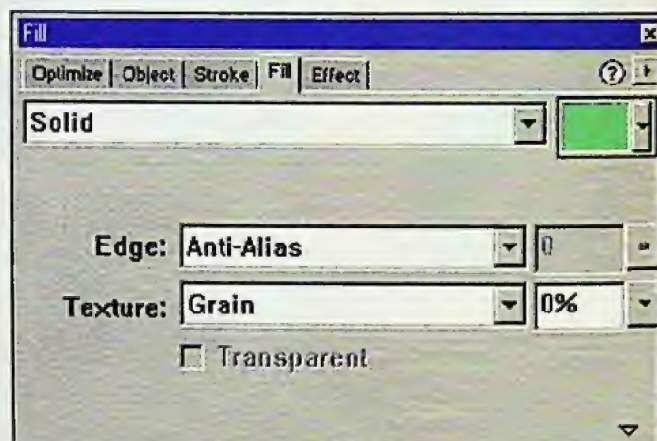 Fill
Optimize Object Stroke Fill Effect ?
Solid
Edge: Anti-Alias 0
Texture: Grain 0%
Transparent